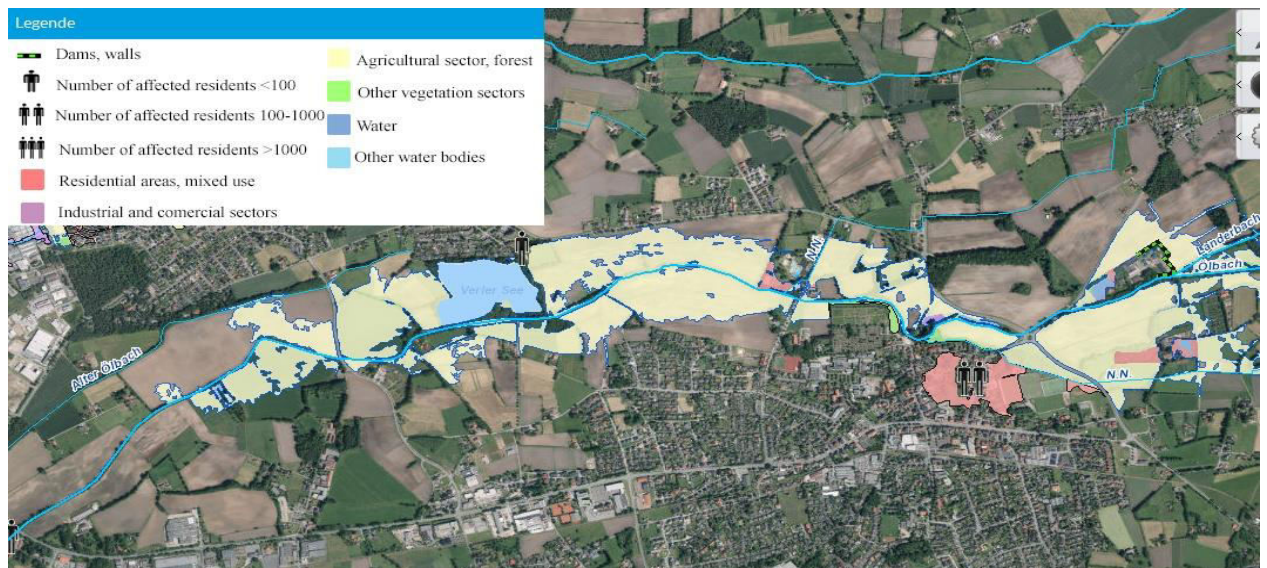 Legende
Dams, walls
Number of affected residents <100
Number of affected residents 100-1000
Number of affected residents >1000
Residential areas, mixed use
Industrial and comercial sectors
Agricultural sector, forest
Other vegetation sectors
Water
Other water bodies
Länderbach
Ölbach
N.N.
Verler See
Alter Ölbach
N.N.